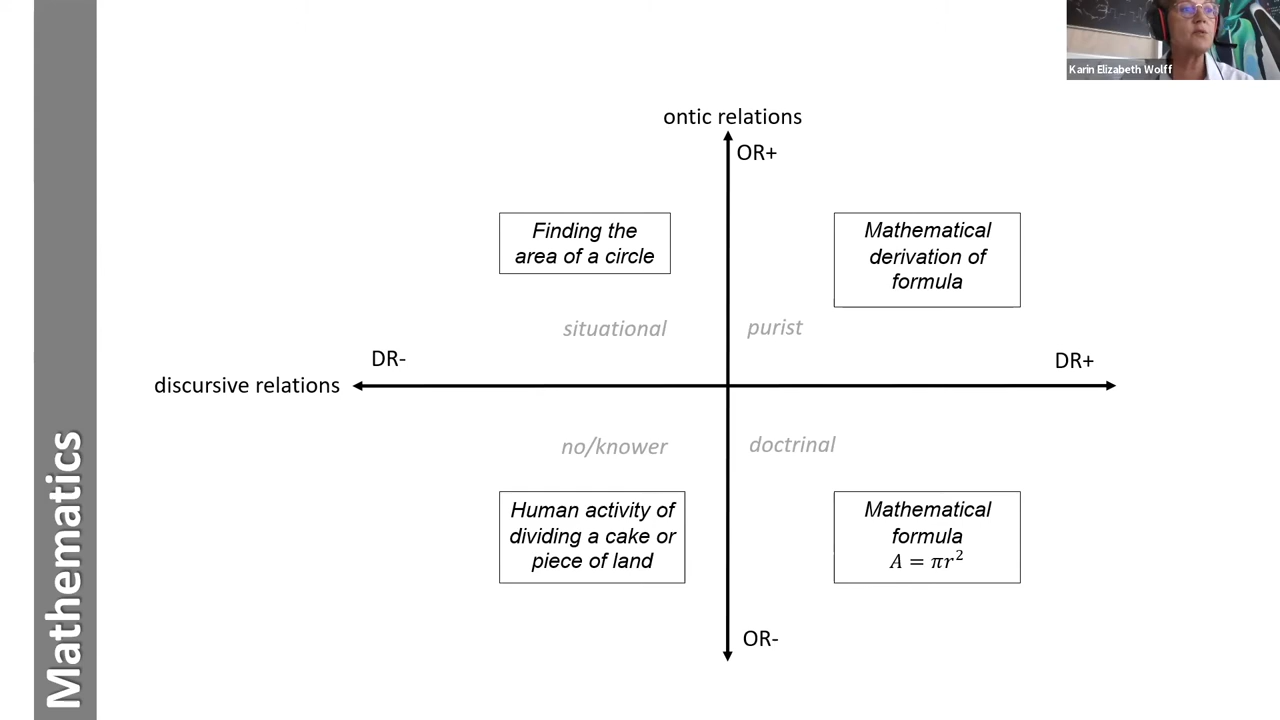 Karin Elizabeth Wolff
ontic relations
OR+
Finding the
area of a circle
Mathematical
derivation of
formula
situational
purist
DR-
DR+
discursive relations
no/knower
doctrinal
Human activity of
dividing a cake or
piece of land
Mathematical
formula
A = πr²
OR-
Mathematics